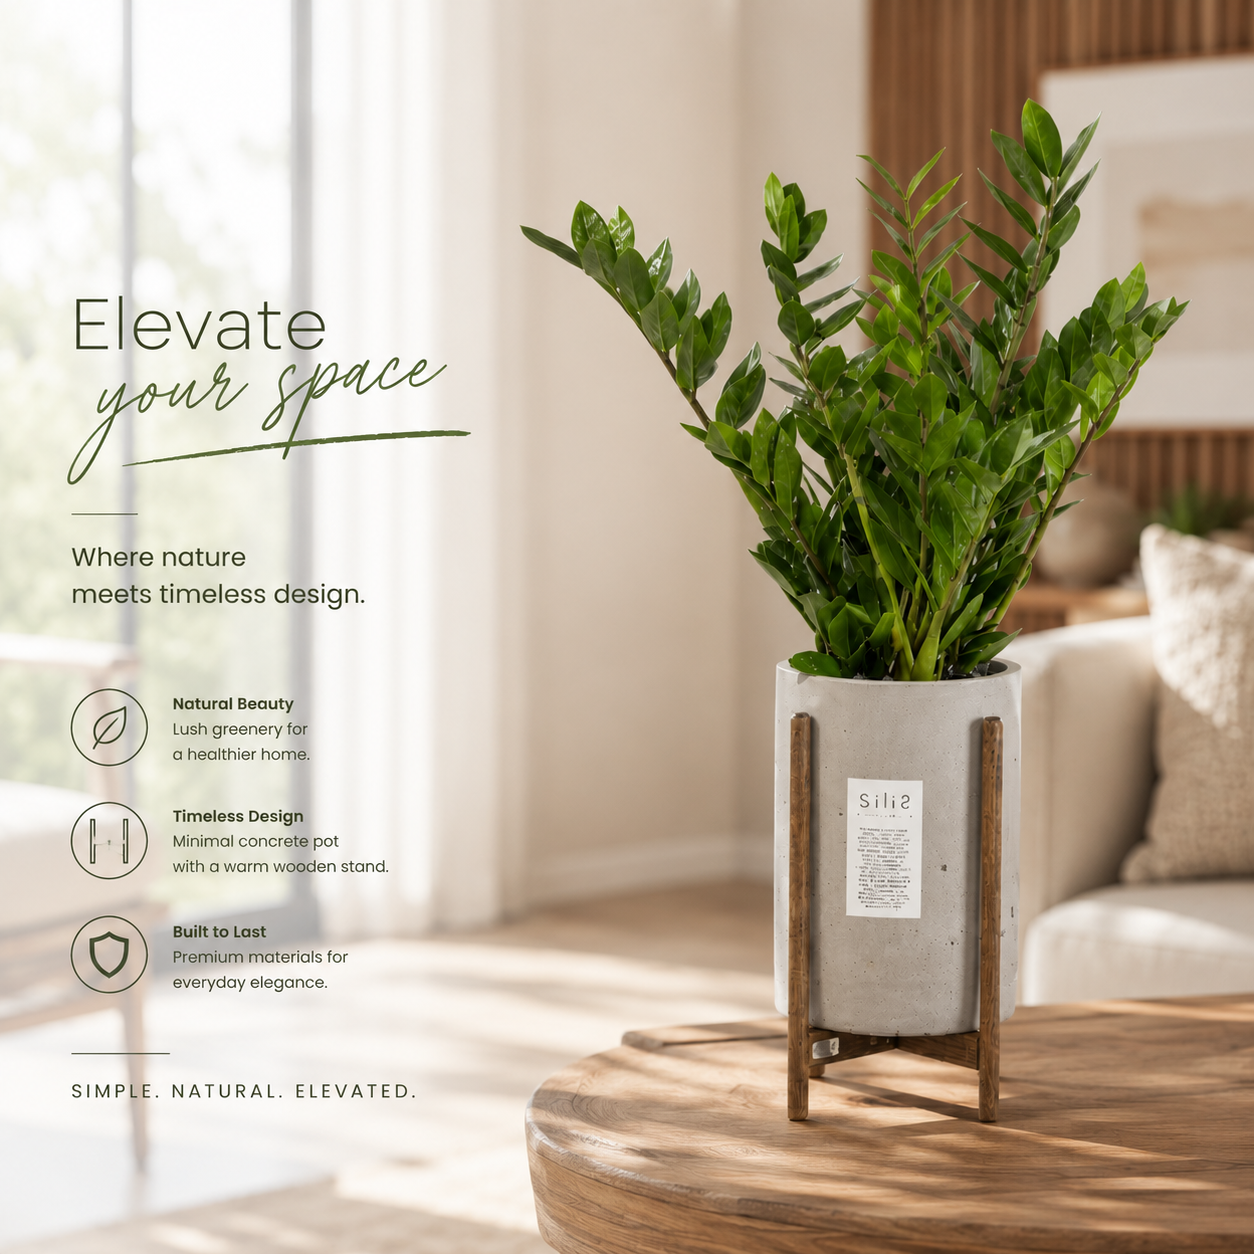 Elevate
your space
Where nature
meets timeless design.
Natural Beauty
Lush greenery for
a healthier home.
Timeless Design
Minimal concrete pot
with a warm wooden stand.
Built to Last
Premium materials for
everyday elegance.
SIMPLE. NATURAL. ELEVATED.